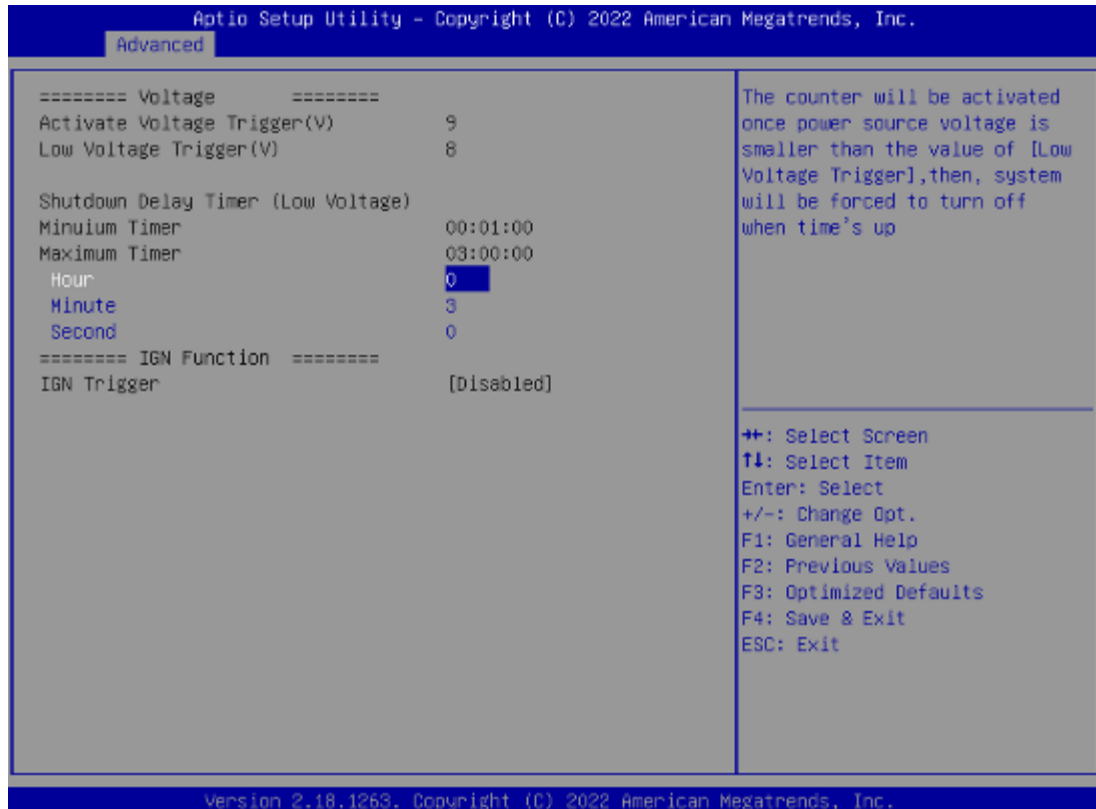 Aptio Setup Utility – Copyright (C) 2022 American Megatrends, Inc.
Advanced
======== Voltage ========
Activate Voltage Trigger(V) 9
Low Voltage Trigger(V) 8
Shutdown Delay Timer (Low Voltage)
Minuium Timer 00:01:00
Maximum Timer 03:00:00
Hour 0
Minute 3
Second 0
======== IGN Function ========
IGN Trigger [Disabled]
The counter will be activated
once power source voltage is
smaller than the value of [Low
Voltage Trigger],then, system
will be forced to turn off
when time's up
→←: Select Screen
↑↓: Select Item
Enter: Select
+/-: Change Opt.
F1: General Help
F2: Previous Values
F3: Optimized Defaults
F4: Save & Exit
ESC: Exit
Version 2.18.1263. Copyright (C) 2022 American Megatrends, Inc.